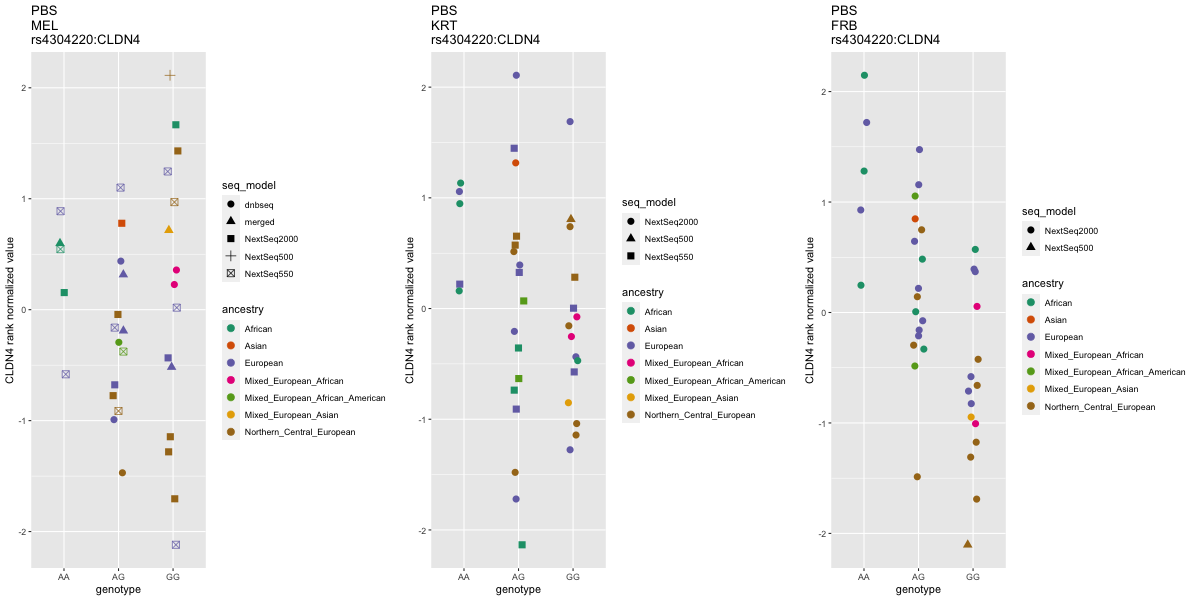 PBS
MEL
rs4304220:CLDN4
CLDN4 rank normalized value
2
1
0
-1
-2
AA
AG
GG
genotype
seq_model
dnbseq
merged
NextSeq2000
NextSeq500
NextSeq550
ancestry
African
Asian
European
Mixed_European_African
Mixed_European_African_American
Mixed_European_Asian
Northern_Central_European
PBS
KRT
rs4304220:CLDN4
CLDN4 rank normalized value
2
1
0
-1
-2
AA
AG
GG
genotype
seq_model
NextSeq2000
NextSeq500
NextSeq550
ancestry
African
Asian
European
Mixed_European_African
Mixed_European_African_American
Mixed_European_Asian
Northern_Central_European
PBS
FRB
rs4304220:CLDN4
CLDN4 rank normalized value
2
1
0
-1
-2
AA
AG
GG
genotype
seq_model
NextSeq2000
NextSeq500
ancestry
African
Asian
European
Mixed_European_African
Mixed_European_African_American
Mixed_European_Asian
Northern_Central_European